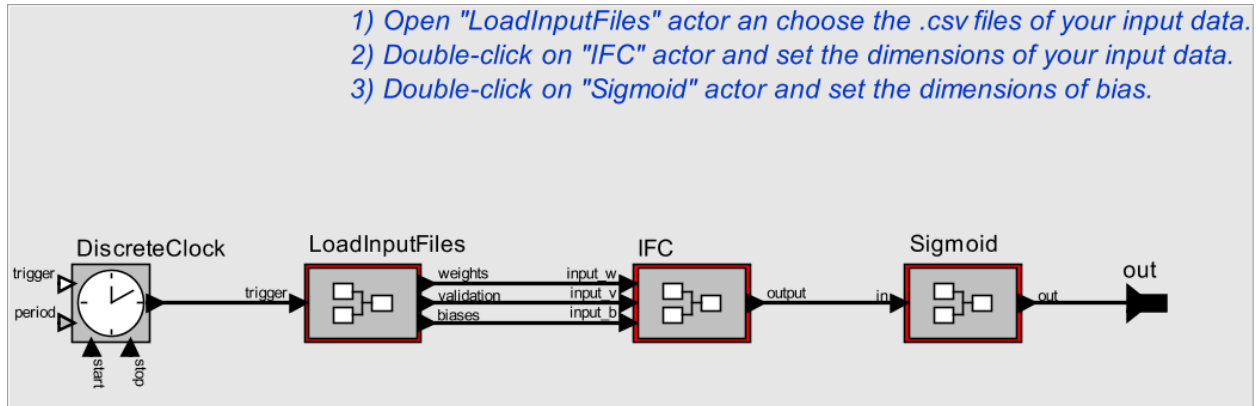 1) Open "LoadInputFiles" actor an choose the .csv files of your input data.
2) Double-click on "IFC" actor and set the dimensions of your input data.
3) Double-click on "Sigmoid" actor and set the dimensions of bias.
DiscreteClock
LoadInputFiles
IFC
Sigmoid
out
trigger
period
start
stop
trigger
weights
validation
biases
input_w
input_v
input_b
output
in
out